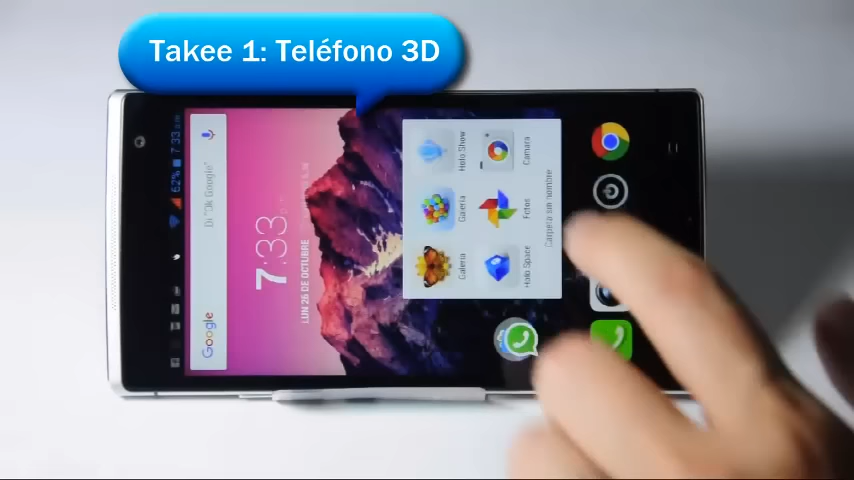 Takee 1: Teléfono 3D
62% 7:33 a.m.
Google
Di "Ok Google"
7:33
LUN 26 DE OCTUBRE
Holo Show
Galería
Galería
Cámara
Fotos
Holo Space
Carpeta sin nombre